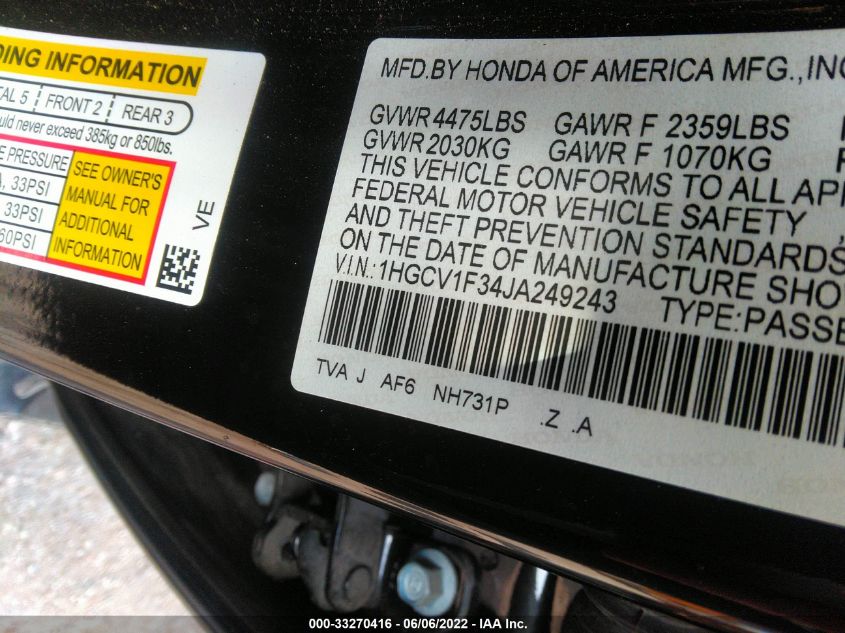 DING INFORMATION
TAL 5 FRONT 2 REAR 3
uld never exceed 385kg or 850lbs.
E PRESSURE
A, 33PSI
33PSI
60PSI
SEE OWNER'S
MANUAL FOR
ADDITIONAL
INFORMATION
VE
MFD.BY HONDA OF AMERICA MFG.,INC
GVWR 4475LBS GAWR F 2359LBS
GVWR 2030KG GAWR F 1070KG
THIS VEHICLE CONFORMS TO ALL APP
FEDERAL MOTOR VEHICLE SAFETY
AND THEFT PREVENTION STANDARDS
ON THE DATE OF MANUFACTURE SHO
V.I.N.: 1HGCV1F34JA249243 TYPE:PASSE
TVA J AF6 NH731P .Z .A
HONDA
000-33270416 - 06/06/2022 - IAA Inc.